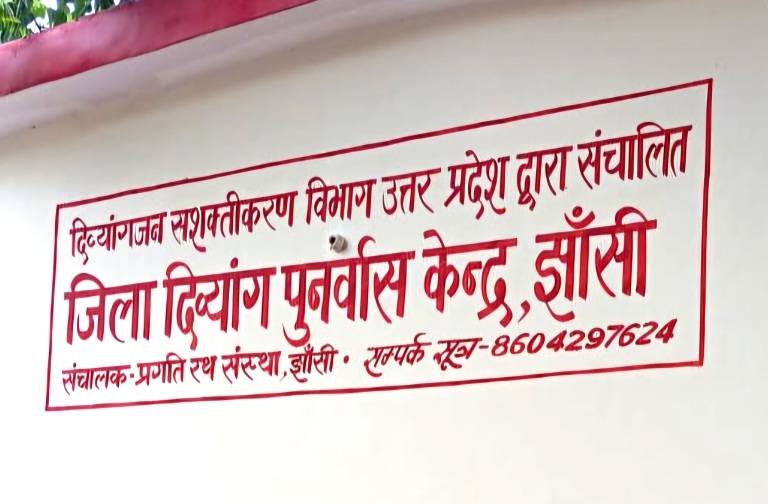 दिव्यांगजन सशक्तीकरण विभाग उत्तर प्रदेश द्वारा संचालित
जिला दिव्यांग पुनर्वास केन्द्र, झाँसी
संचालक-प्रगति रथ संस्था, झाँसी • सम्पर्क सूत्र-8604297624